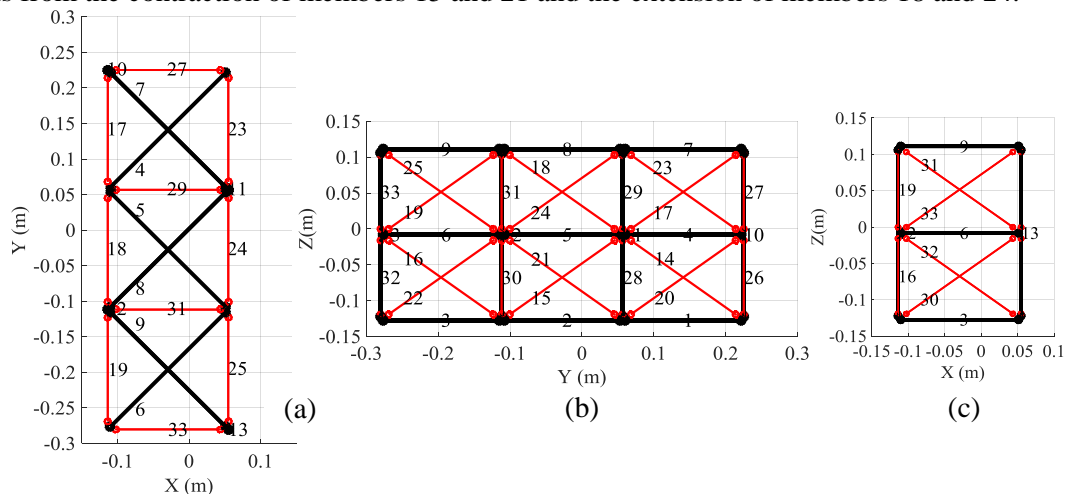 s from the contraction of members 15 and 21 and the extension of members 18 and 24.
0.3
0.25
0.2
0.15
0.1
0.05
0
-0.05
-0.1
-0.15
-0.2
-0.25
-0.3
Y (m)
10 27
7
17 23
4
29 11
5
18 24
8
12 31
9
19 25
6
33 13
-0.1 0 0.1
X (m)
(a)
0.15
0.1
0.05
0
-0.05
-0.1
-0.15
Z(m)
9 8 7
25 18 23
33 31 29 27
19 24 17
13 6 12 5 11 4 10
16 21 14
32 30 28 26
22 15 20
3 2 1
-0.3 -0.2 -0.1 0 0.1 0.2 0.3
Y (m)
(b)
0.15
0.1
0.05
0
-0.05
-0.1
-0.15
Z(m)
9
31
19
33
12 6 13
32
16
30
3
-0.15 -0.1 -0.05 0 0.05 0.1
X (m)
(c)